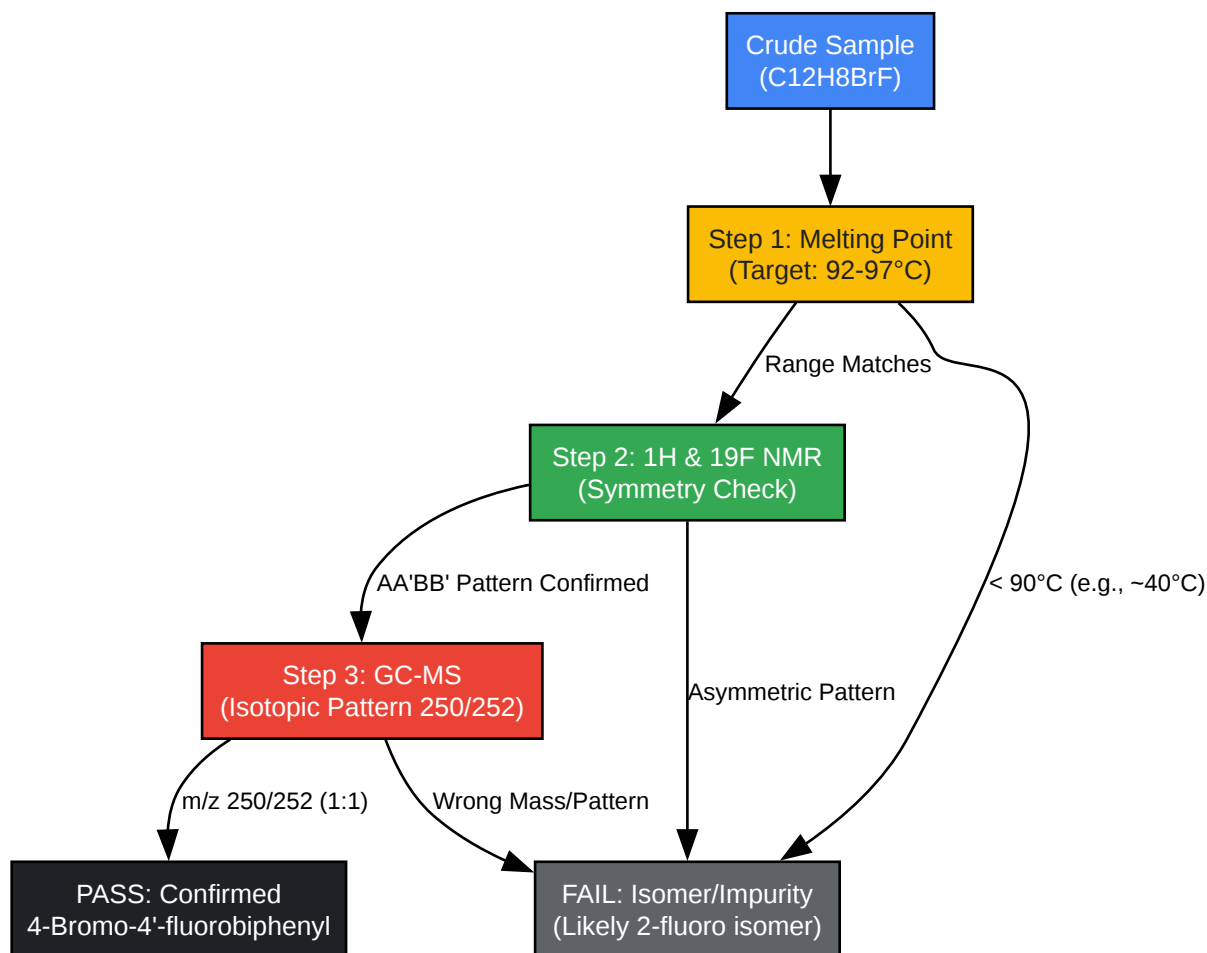 Crude Sample
(C12H8BrF)
Step 1: Melting Point
(Target: 92-97°C)
Range Matches
Step 2: 1H & 19F NMR
(Symmetry Check)
AA'BB' Pattern Confirmed
< 90°C (e.g., ~40°C)
Step 3: GC-MS
(Isotopic Pattern 250/252)
Asymmetric Pattern
m/z 250/252 (1:1)
Wrong Mass/Pattern
PASS: Confirmed
4-Bromo-4'-fluorobiphenyl
FAIL: Isomer/Impurity
(Likely 2-fluoro isomer)